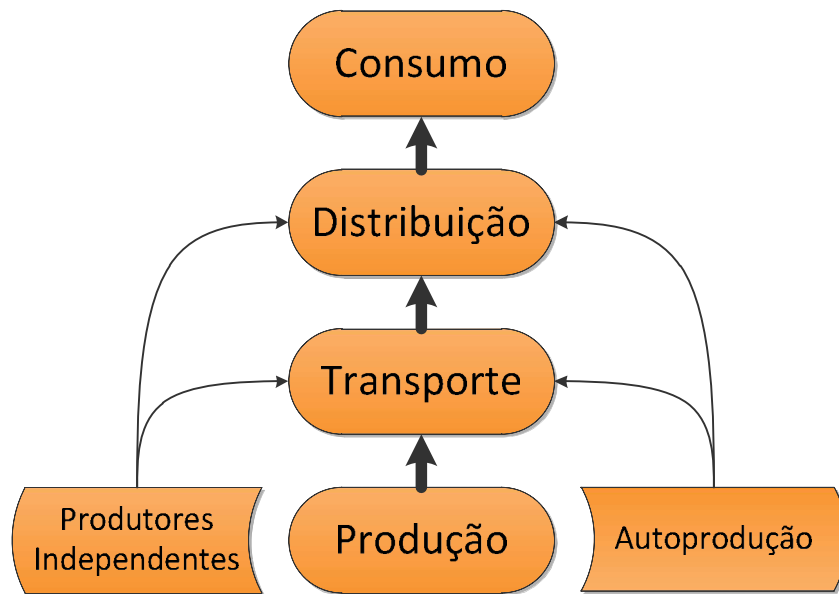 Consumo
Distribuição
Transporte
Produtores
Independentes
Produção
Autoprodução